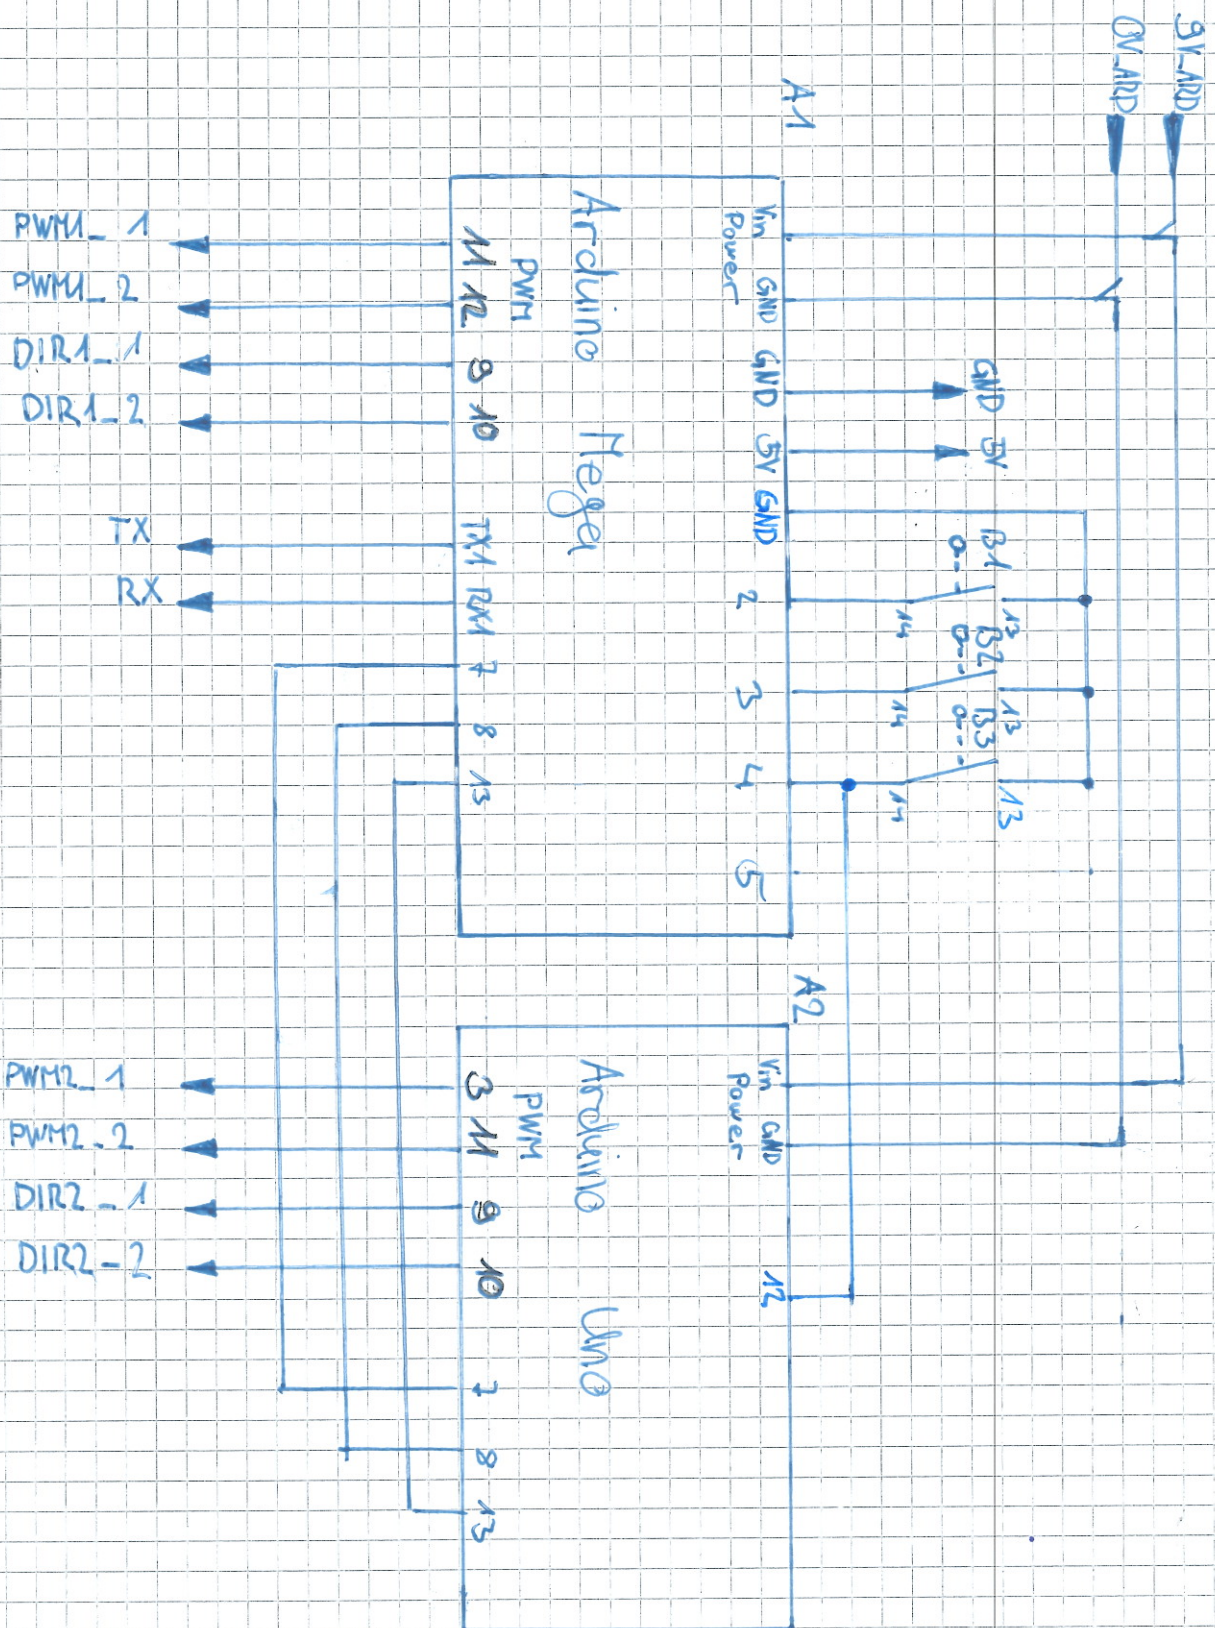 9V_ARD
0V_ARD
A1
GND 5V
B1 B2 B3
13 13 13
14 14 14
Vin GND GND 5V GND 2 3 4 5
Power
Arduino Mega
PWM
11 12 9 10 TX1 RX1 7 8 13
PWM1_1
PWM1_2
DIR1_1
DIR1_2
TX
RX
A2
Vin GND 12
Power
Arduino Uno
PWM
3 11 9 10 7 8 13
PWM2_1
PWM2_2
DIR2_1
DIR2_2